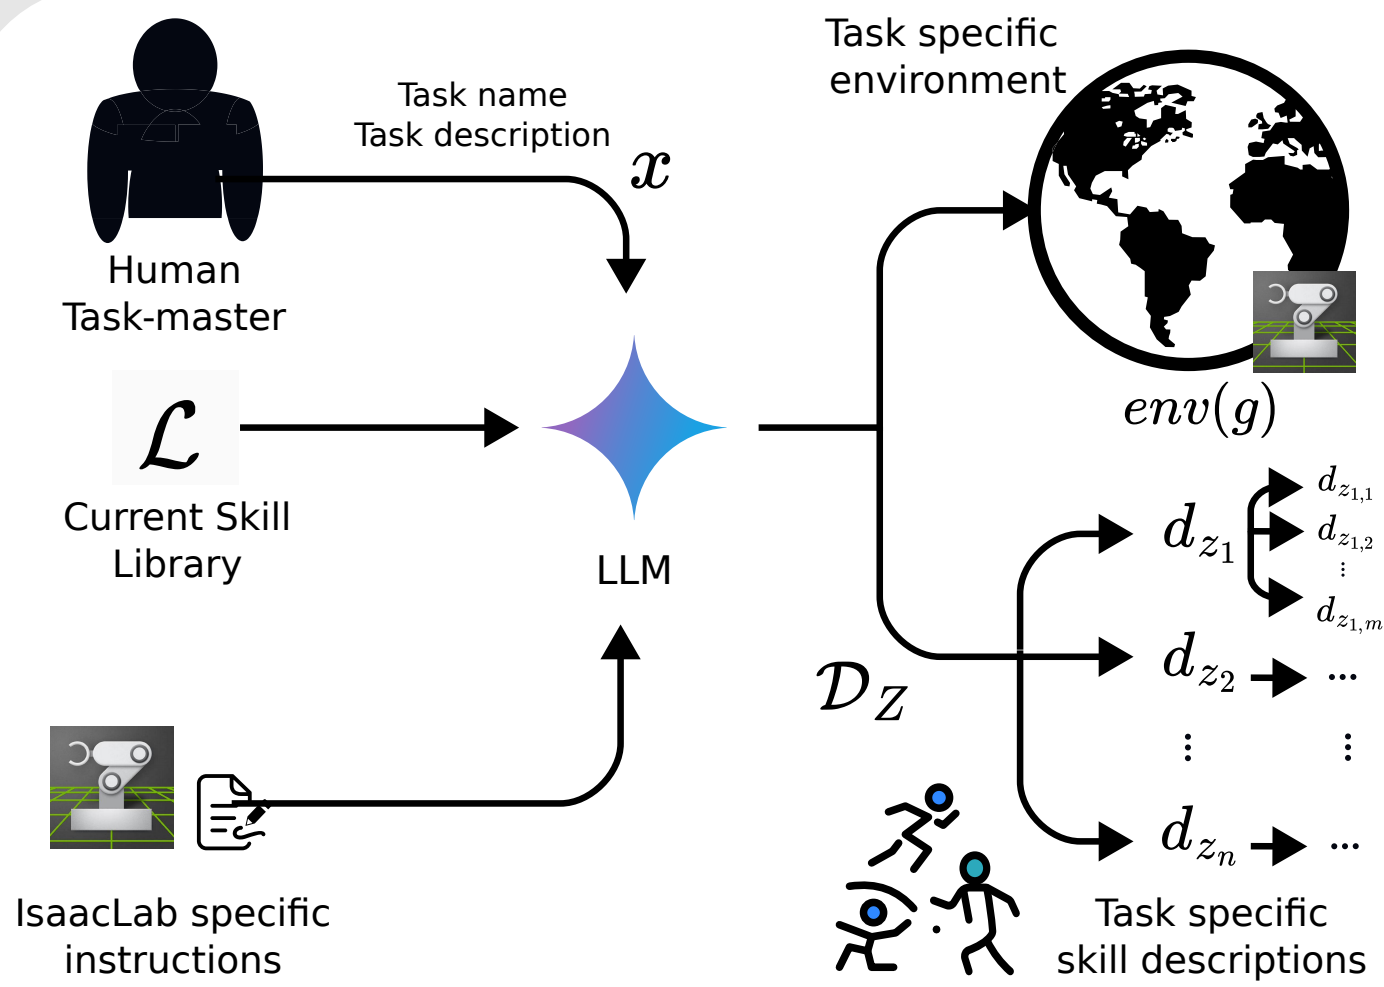 Task name
Task description
x
Human
Task-master
ℒ
Current Skill
Library
LLM
IsaacLab specific
instructions
Task specific
environment
env(g)
𝒟_Z
d_{z_1}
d_{z_{1,1}}
d_{z_{1,2}}
⋮
d_{z_{1,m}}
d_{z_2} ...
⋮ ⋮
d_{z_n} ...
Task specific
skill descriptions